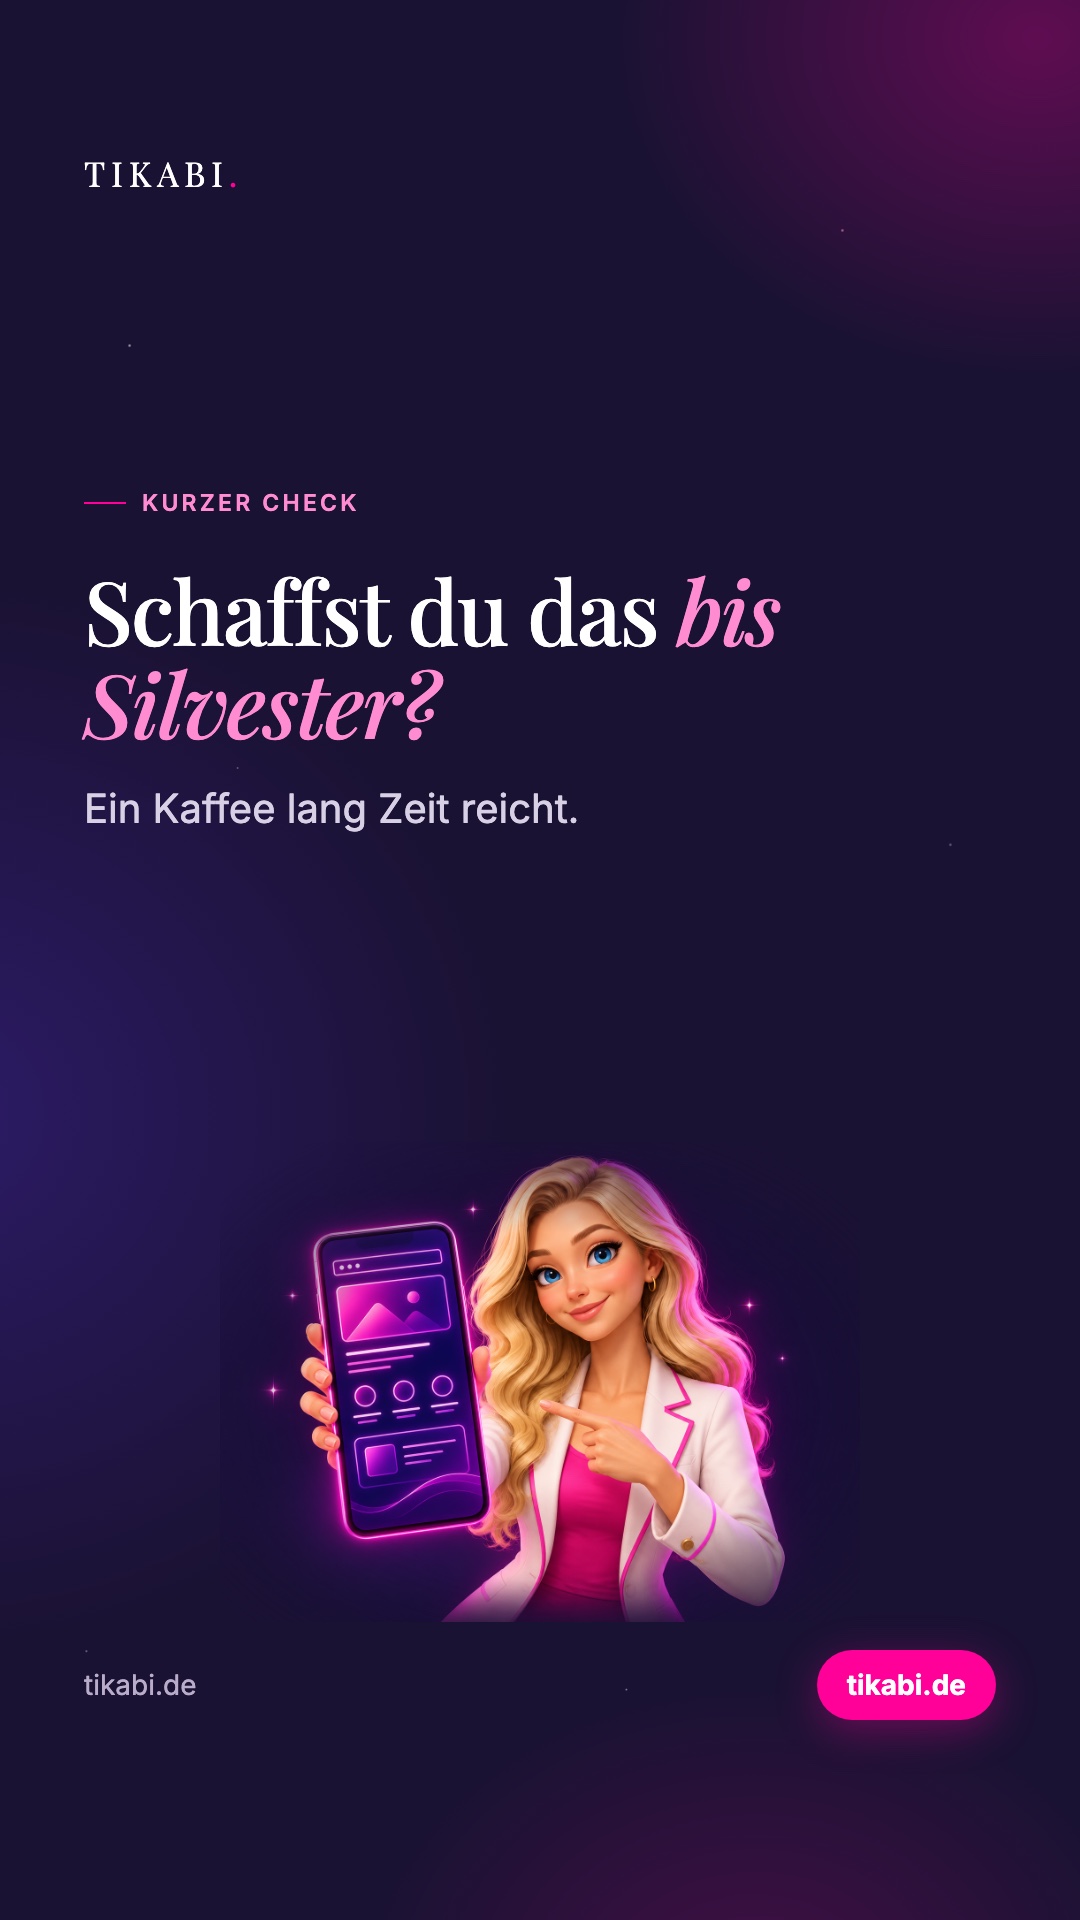 TIKABI.
KURZER CHECK
Schaffst du das bis
Silvester?
Ein Kaffee lang Zeit reicht.
tikabi.de
tikabi.de